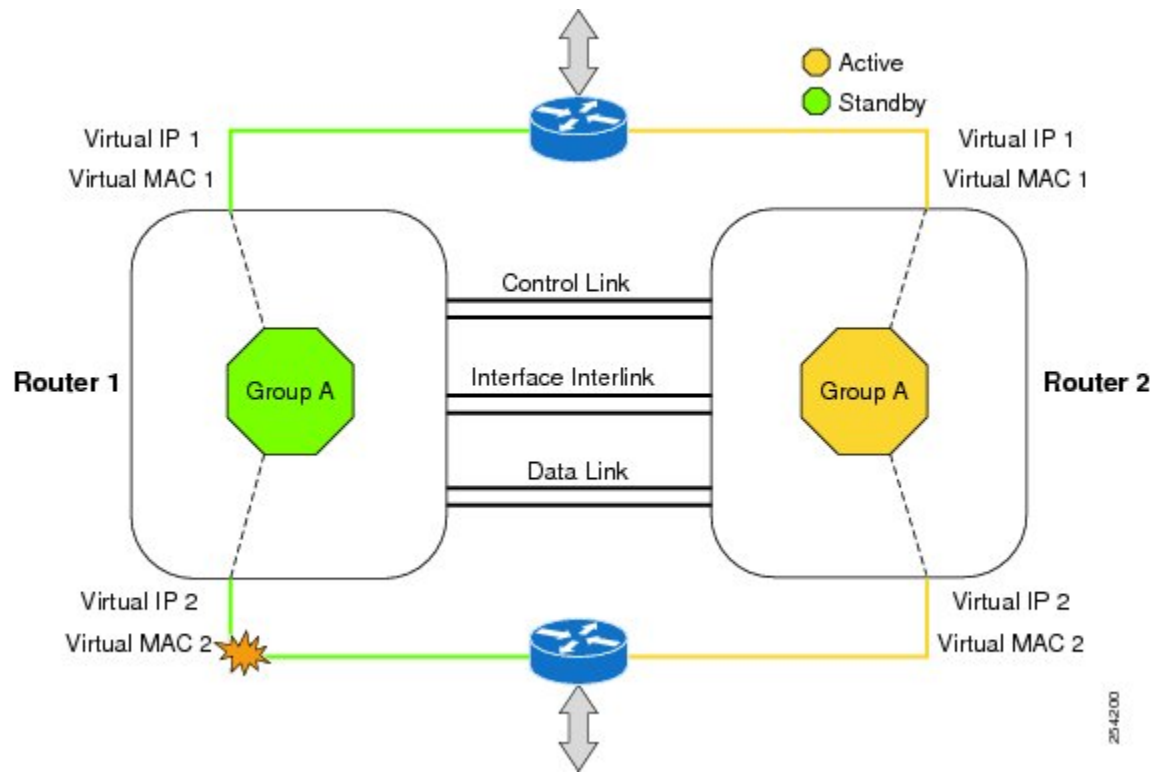 Active
Standby
Virtual IP 1
Virtual MAC 1
Virtual IP 1
Virtual MAC 1
Control Link
Router 1
Group A
Interface Interlink
Group A
Router 2
Data Link
Virtual IP 2
Virtual MAC 2
Virtual IP 2
Virtual MAC 2
254200